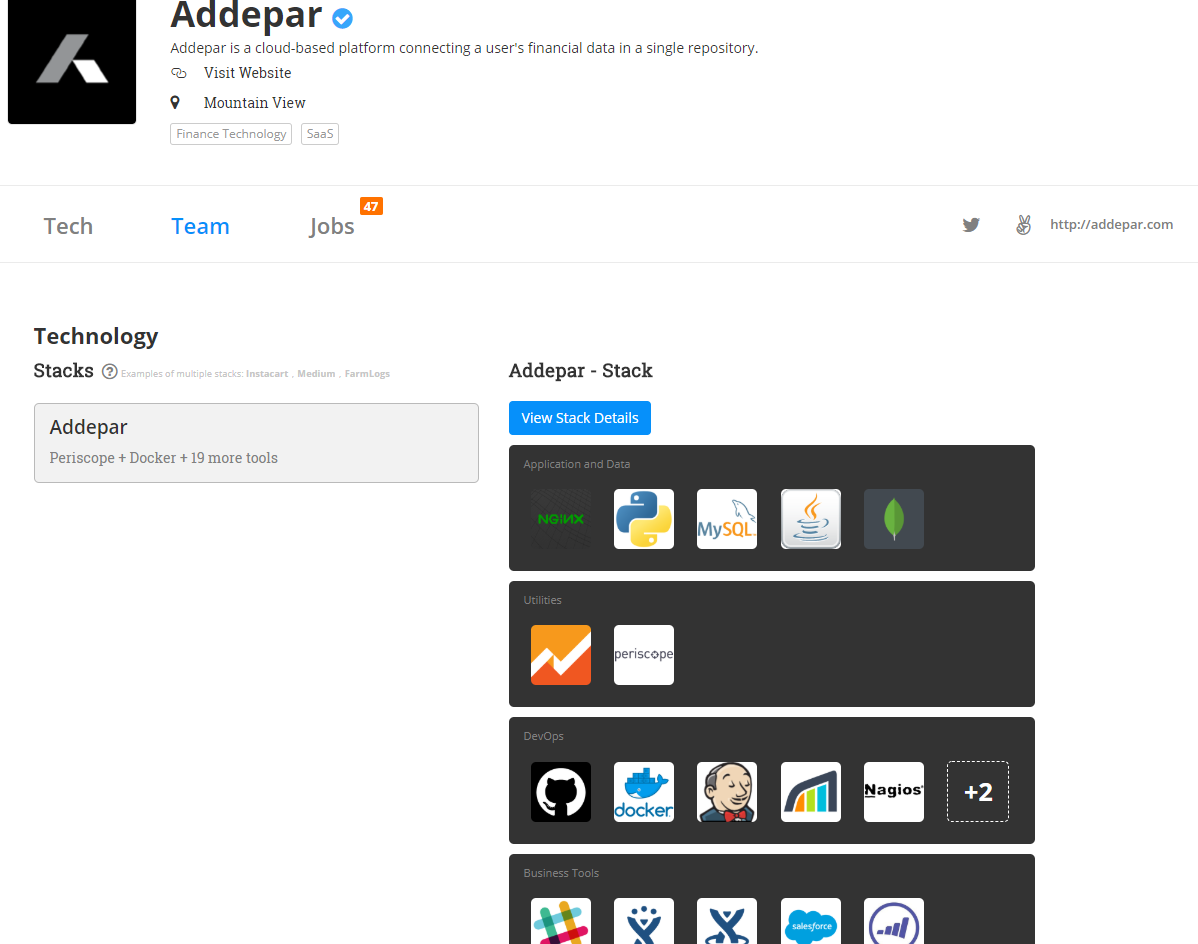 Addepar
Addepar is a cloud-based platform connecting a user's financial data in a single repository.
Visit Website
Mountain View
Finance Technology SaaS
Tech Team Jobs 47 http://addepar.com
Technology
Stacks ? Examples of multiple stacks: Instacart , Medium , FarmLogs
Addepar
Periscope + Docker + 19 more tools
Addepar - Stack
View Stack Details
Application and Data
NGINX MySQL
Utilities
periscope
DevOps
docker Nagios +2
Business Tools
salesforce